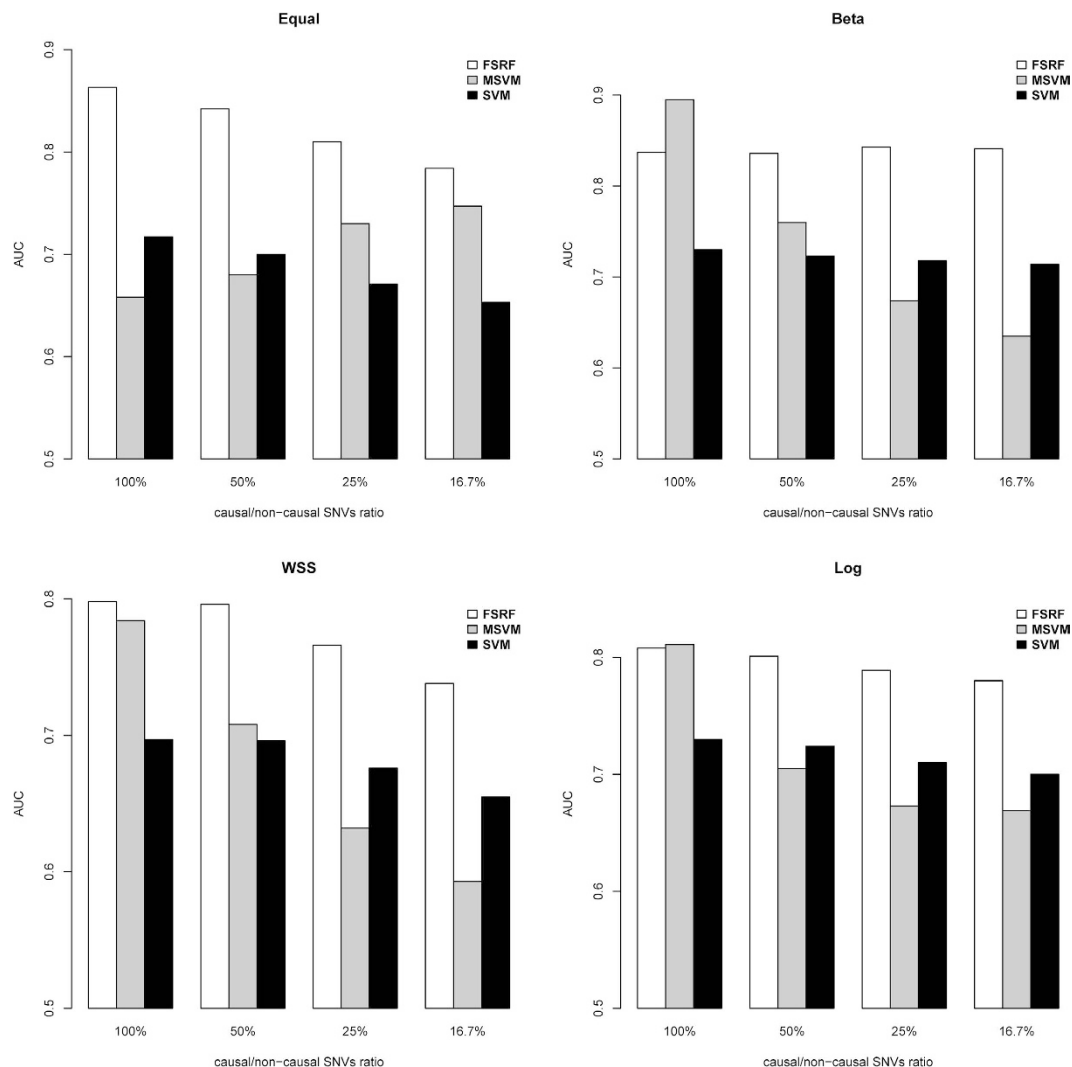 Equal
FSRF
MSVM
SVM
AUC
0.9
0.8
0.7
0.6
0.5
100% 50% 25% 16.7%
causal/non−causal SNVs ratio
Beta
FSRF
MSVM
SVM
AUC
0.9
0.8
0.7
0.6
0.5
100% 50% 25% 16.7%
causal/non−causal SNVs ratio
WSS
FSRF
MSVM
SVM
AUC
0.8
0.7
0.6
0.5
100% 50% 25% 16.7%
causal/non−causal SNVs ratio
Log
FSRF
MSVM
SVM
AUC
0.8
0.7
0.6
0.5
100% 50% 25% 16.7%
causal/non−causal SNVs ratio